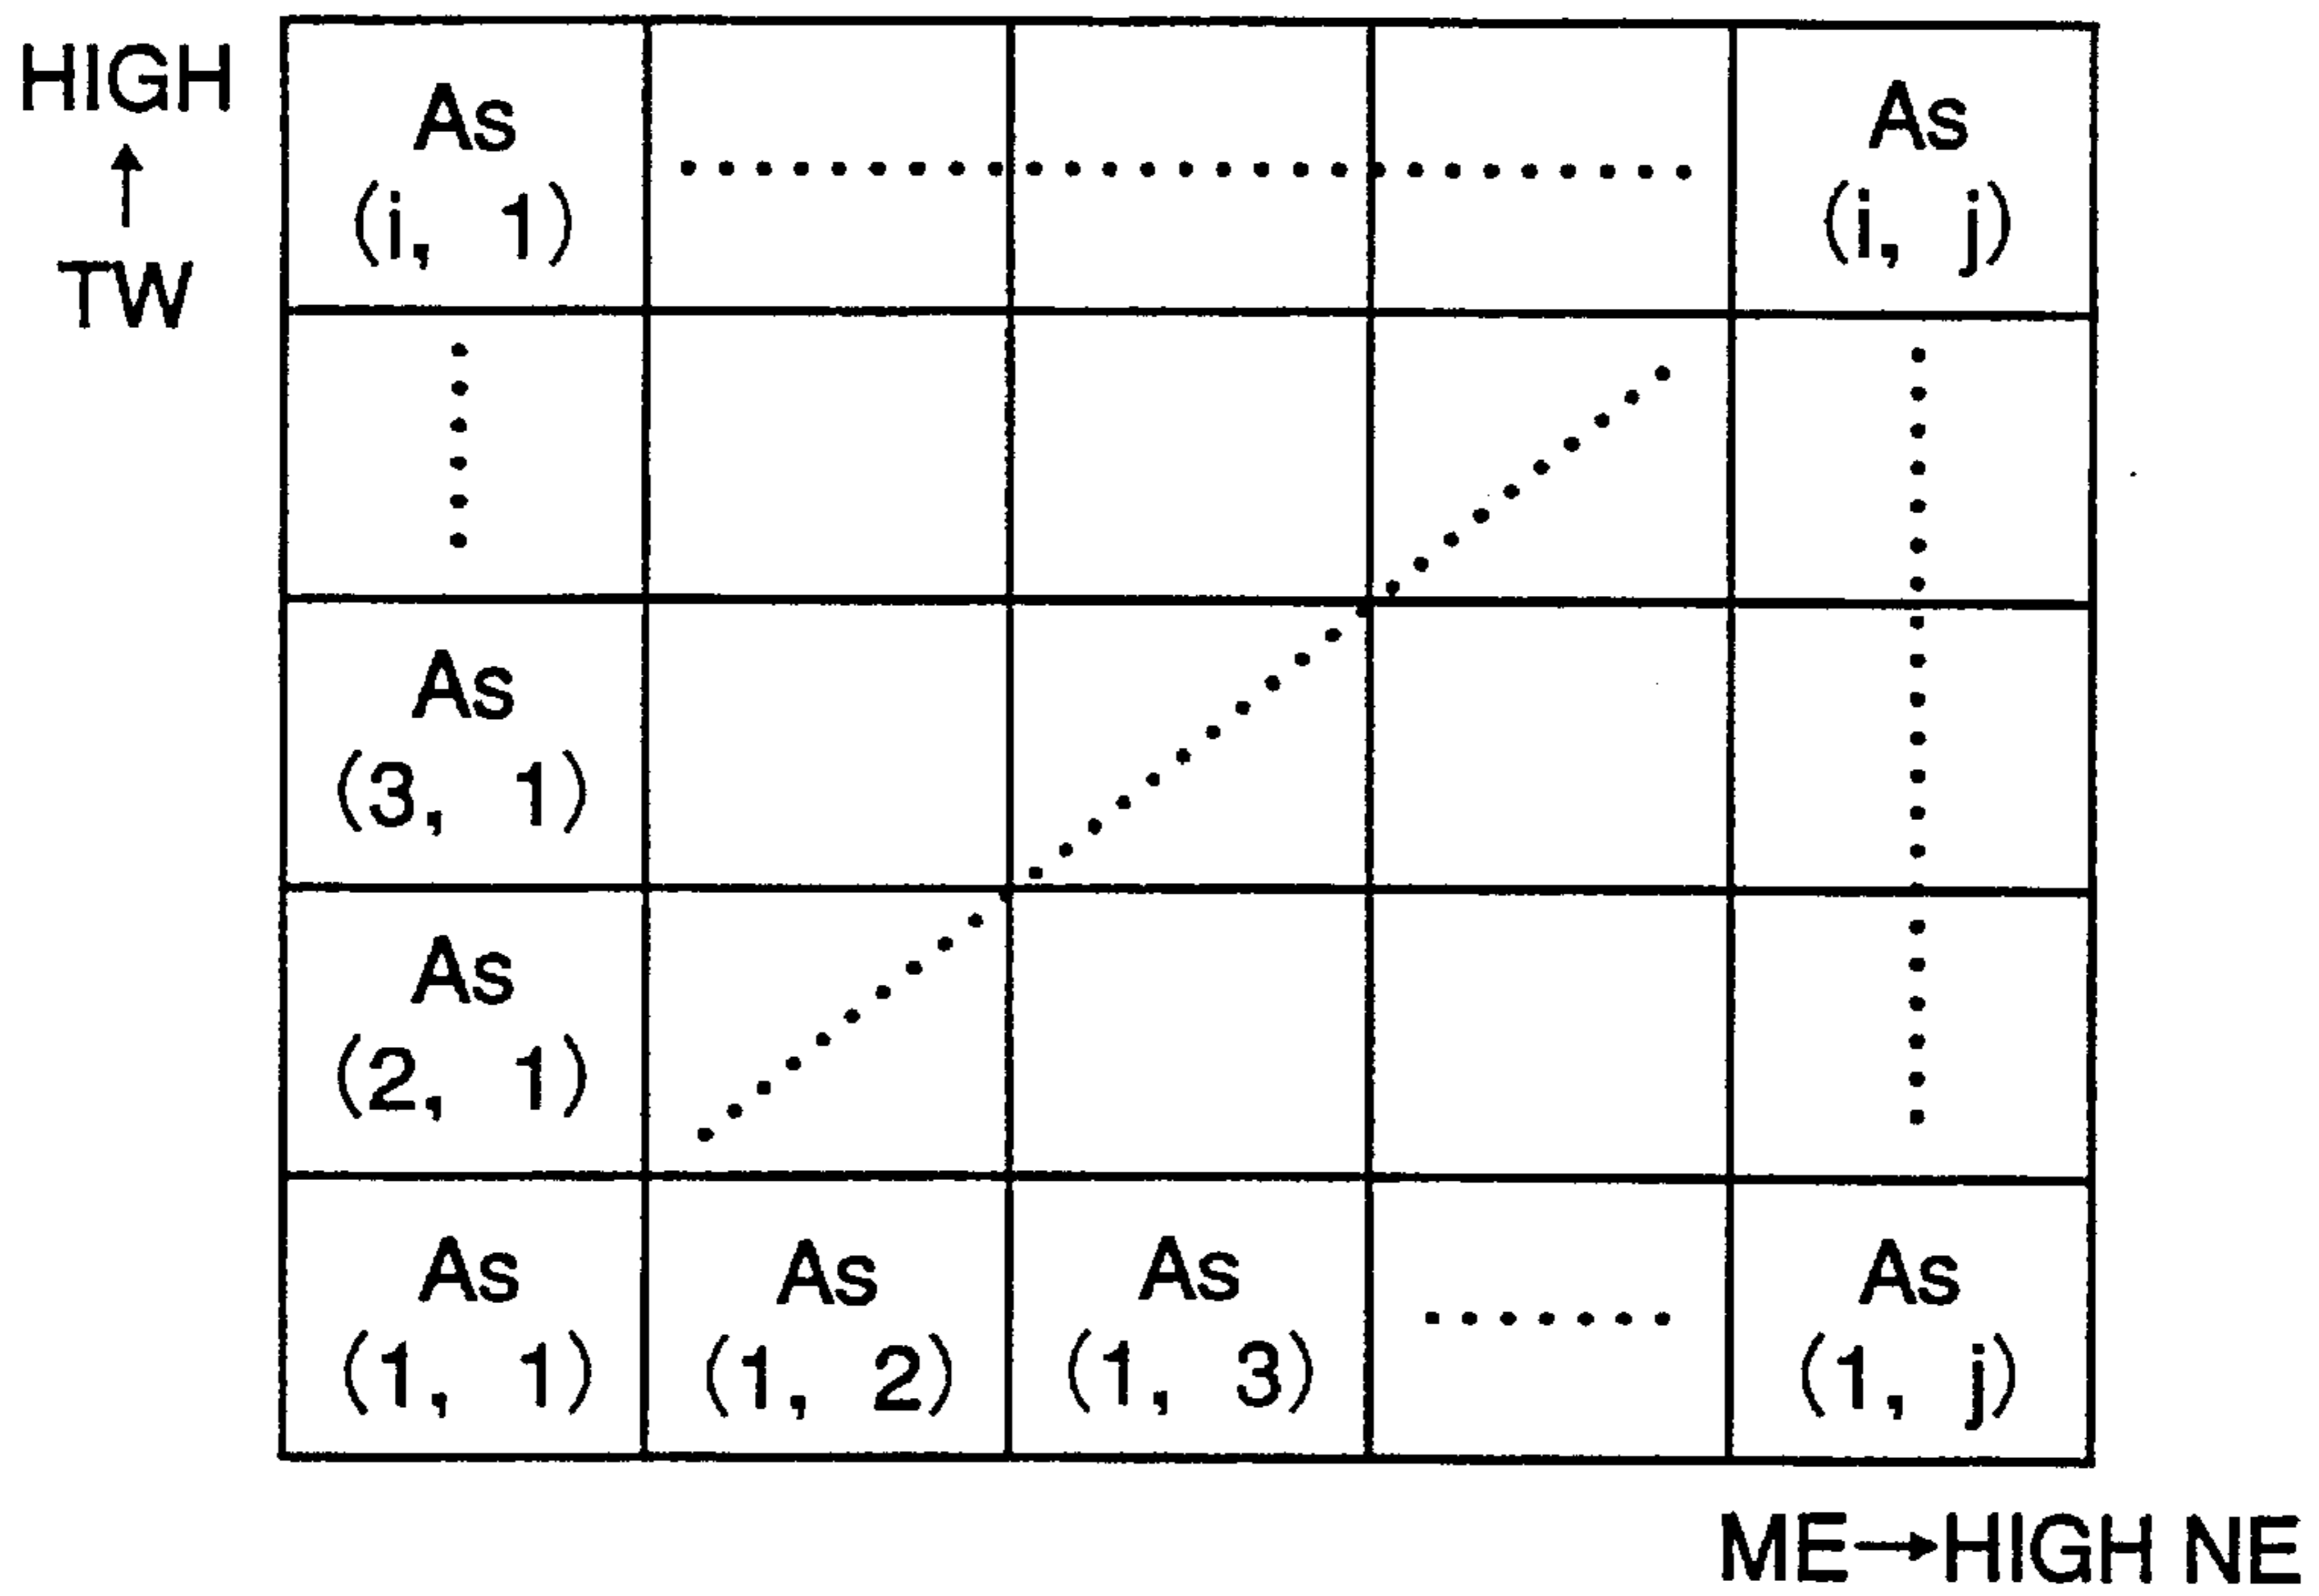 HIGH
↑
TW
As As
(i, 1) (i, j)
As
(3, 1)
As
(2, 1)
As As As As
(1, 1) (1, 2) (1, 3) (1, j)
ME→HIGH NE